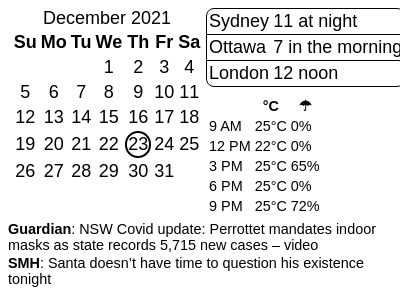 December 2021
Su Mo Tu We Th Fr Sa
1 2 3 4
5 6 7 8 9 10 11
12 13 14 15 16 17 18
19 20 21 22 23 24 25
26 27 28 29 30 31
Sydney 11 at night
Ottawa 7 in the morning
London 12 noon
°C ☂
9 AM 25°C 0%
12 PM 22°C 0%
3 PM 25°C 65%
6 PM 25°C 0%
9 PM 25°C 72%
Guardian: NSW Covid update: Perrottet mandates indoor
masks as state records 5,715 new cases – video
SMH: Santa doesn’t have time to question his existence
tonight